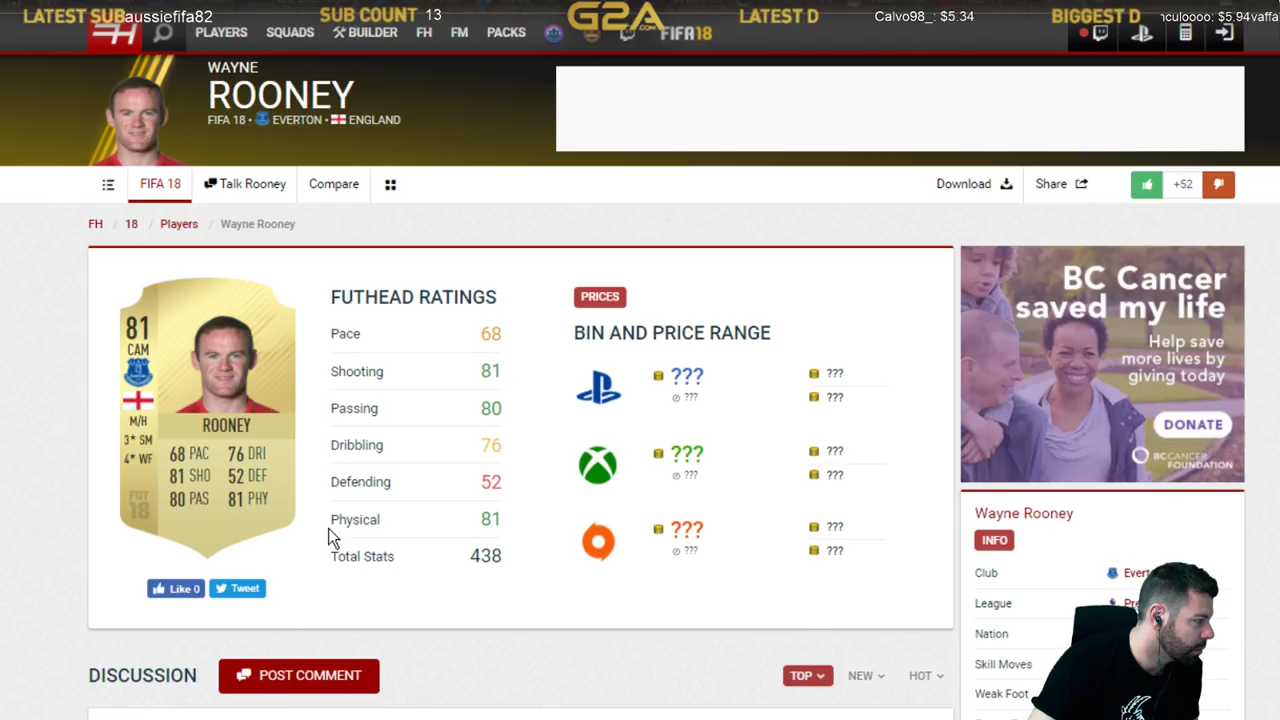 LATEST SUB aussiefifa82 SUB COUNT 13 G2A .COM LATEST D Calvo98_: $5.34 BIGGEST D ıculoooo: $5.94vaffa
FH PLAYERS SQUADS BUILDER FH FM PACKS FIFA18
WAYNE
ROONEY
FIFA 18 • EVERTON • ENGLAND
FIFA 18 Talk Rooney Compare Download Share +52
FH / 18 / Players / Wayne Rooney
81
CAM
M/H
3★ SM
4★ WF
FUT
18
ROONEY
68 PAC 76 DRI
81 SHO 52 DEF
80 PAS 81 PHY
Like 0 Tweet
FUTHEAD RATINGS
Pace 68
Shooting 81
Passing 80
Dribbling 76
Defending 52
Physical 81
Total Stats 438
PRICES
BIN AND PRICE RANGE
??? ???
??? ???
??? ???
??? ???
??? ???
??? ???
BC Cancer
saved my life
Help save
more lives by
giving today
DONATE
BC CANCER
FOUNDATION
Wayne Rooney
INFO
Club
League
Nation
Skill Moves
Weak Foot
DISCUSSION POST COMMENT TOP NEW HOT